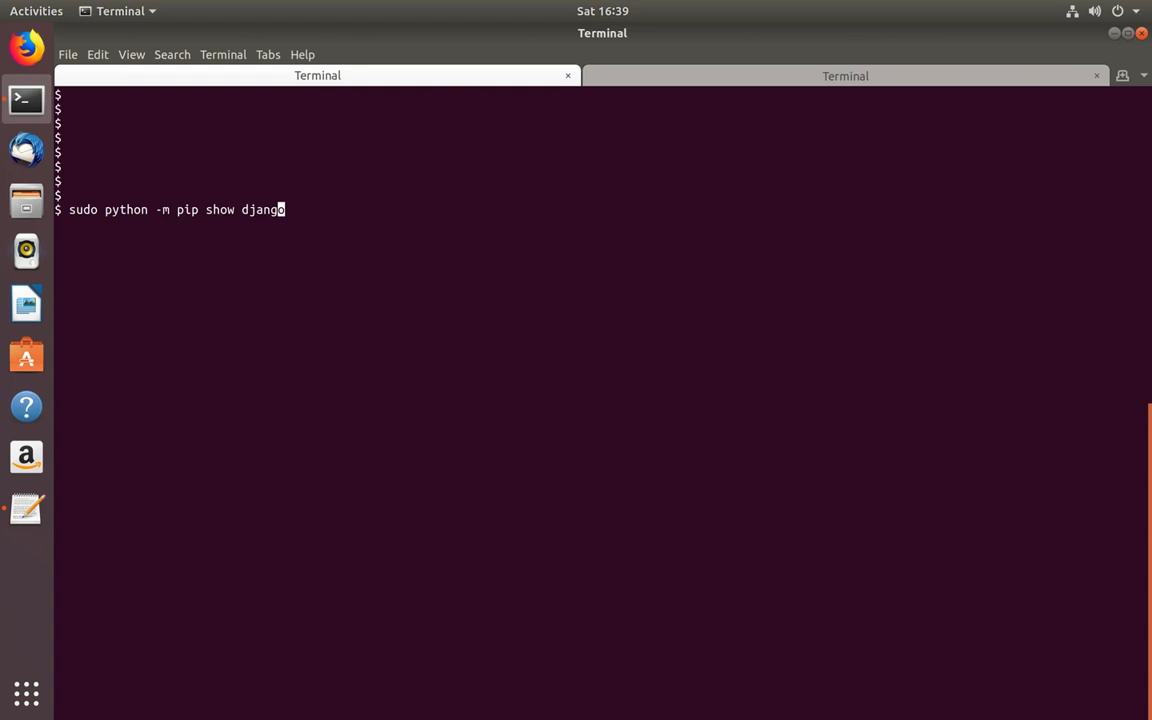 Activities Terminal Sat 16:39
Terminal
File Edit View Search Terminal Tabs Help
Terminal × Terminal ×
$
$
$
$
$
$
$
$
$ sudo python -m pip show django